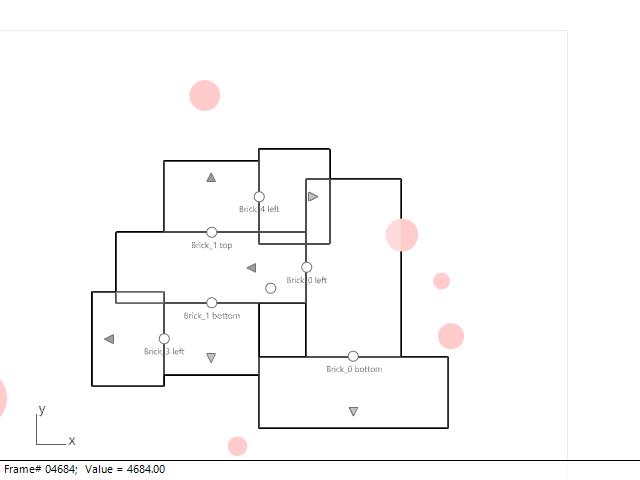 Brick_4 left
Brick_1 top
Brick_0 left
Brick_1 bottom
Brick_3 left
Brick_0 bottom
y
x
Frame# 04684; Value = 4684.00